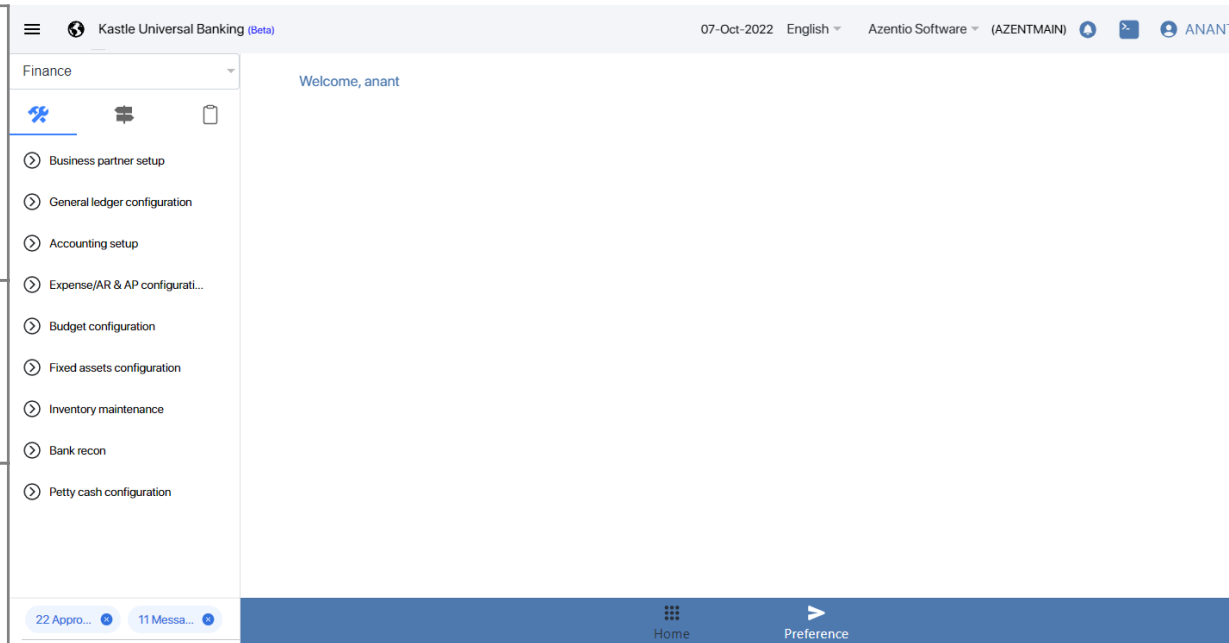 Kastle Universal Banking (Beta)
07-Oct-2022 English Azentio Software (AZENTMAIN) ANANT
Finance
Welcome, anant
Business partner setup
General ledger configuration
Accounting setup
Expense/AR & AP configurati...
Budget configuration
Fixed assets configuration
Inventory maintenance
Bank recon
Petty cash configuration
22 Appro... 11 Messa...
Home Preference